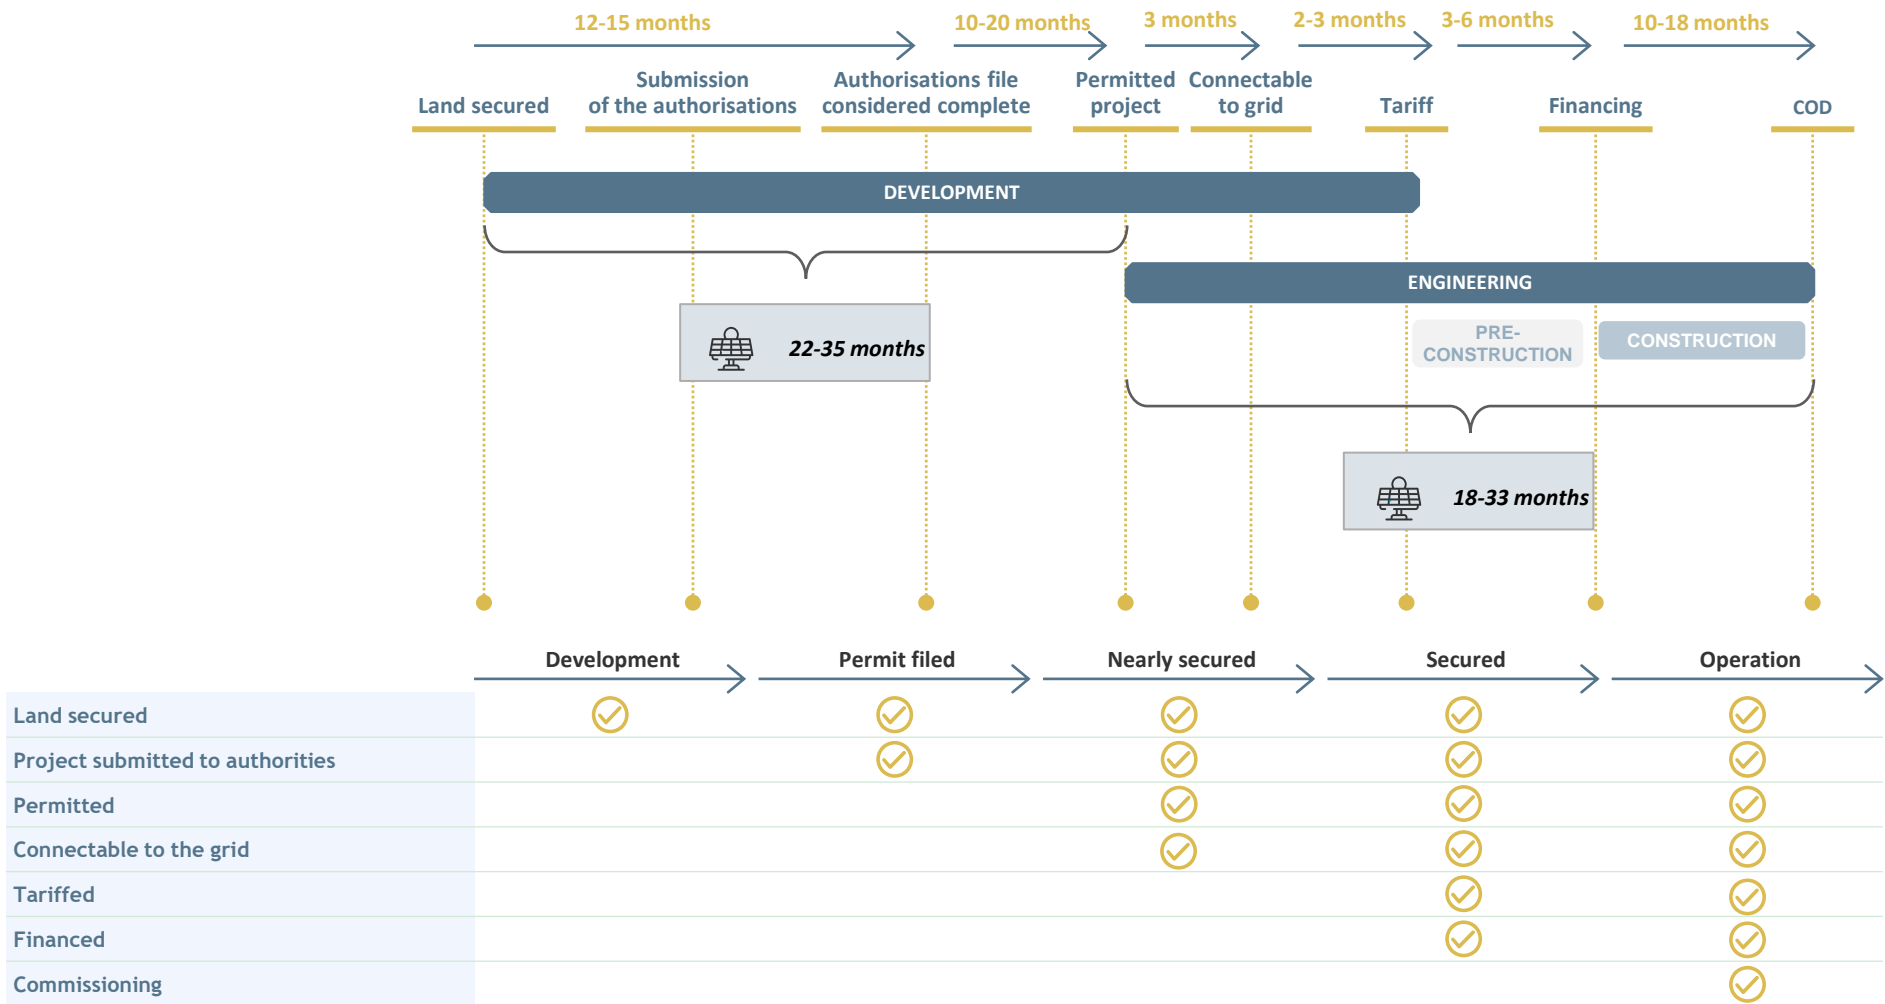 12-15 months
10-20 months
3 months
2-3 months
3-6 months
10-18 months
Land secured
Submission
of the authorisations
Authorisations file
considered complete
Permitted
project
Connectable
to grid
Tariff
Financing
COD
DEVELOPMENT
ENGINEERING
22-35 months
PRE-
CONSTRUCTION
CONSTRUCTION
18-33 months
Development
Permit filed
Nearly secured
Secured
Operation
Land secured
Project submitted to authorities
Permitted
Connectable to the grid
Tariffed
Financed
Commissioning